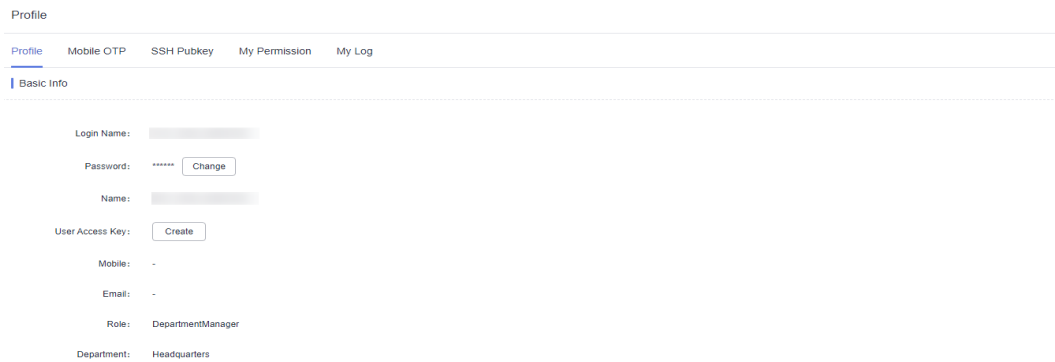 Profile
Profile Mobile OTP SSH Pubkey My Permission My Log
Basic Info
Login Name:
Password: ****** Change
Name:
User Access Key: Create
Mobile: -
Email: -
Role: DepartmentManager
Department: Headquarters